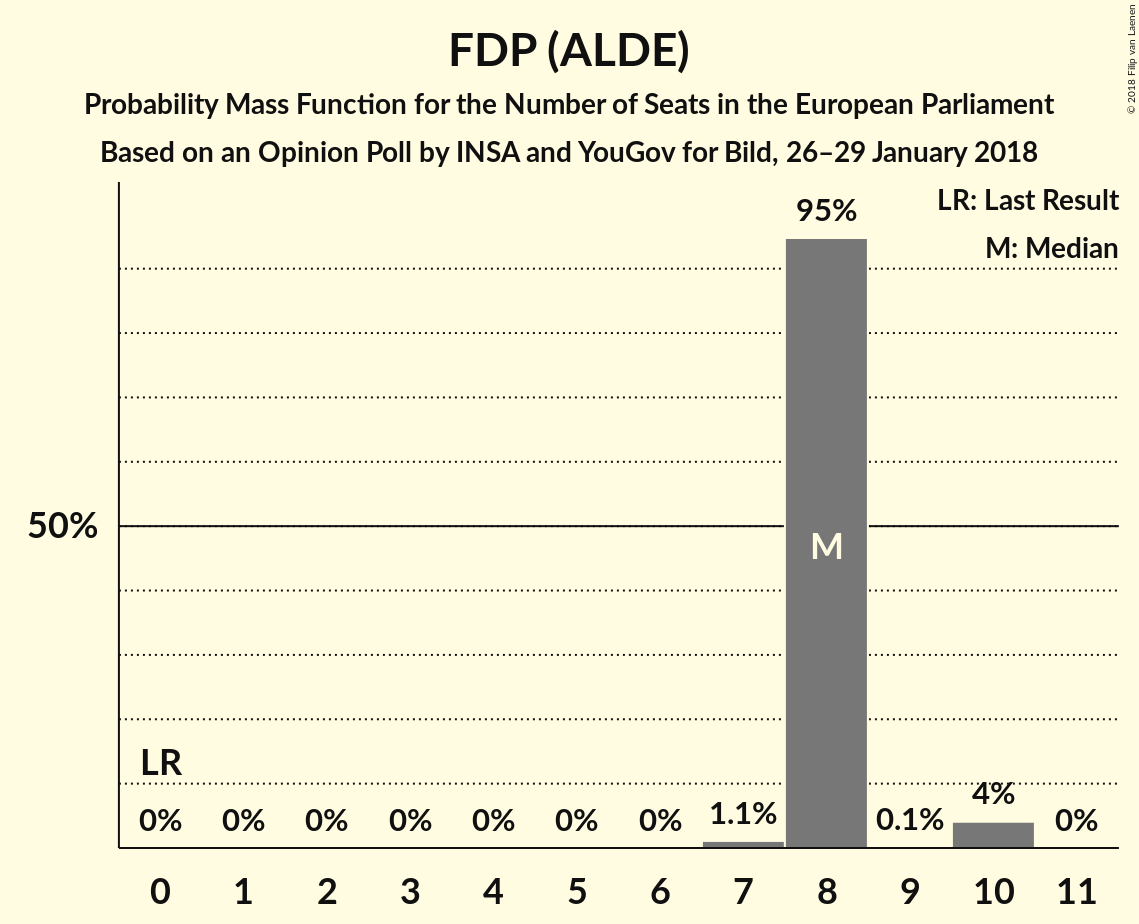 FDP (ALDE)
Probability Mass Function for the Number of Seats in the European Parliament
Based on an Opinion Poll by INSA and YouGov for Bild, 26–29 January 2018
© 2018 Filip van Laenen
LR: Last Result
M: Median
95%
50%
M
LR
0% 0% 0% 0% 0% 0% 0% 1.1% 0.1% 4% 0%
0 1 2 3 4 5 6 7 8 9 10 11